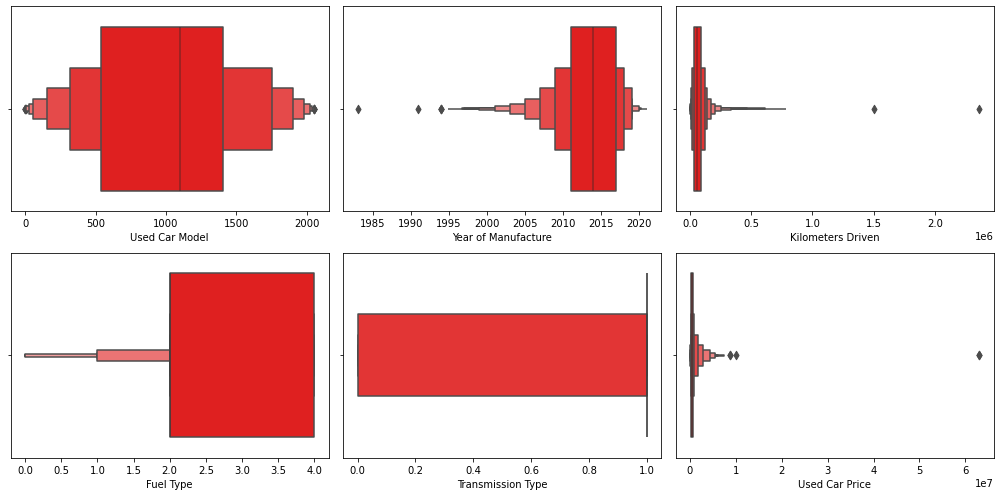 0 500 1000 1500 2000
Used Car Model
1985 1990 1995 2000 2005 2010 2015 2020
Year of Manufacture
0.0 0.5 1.0 1.5 2.0
1e6
Kilometers Driven
0.0 0.5 1.0 1.5 2.0 2.5 3.0 3.5 4.0
Fuel Type
0.0 0.2 0.4 0.6 0.8 1.0
Transmission Type
0 1 2 3 4 5 6
1e7
Used Car Price